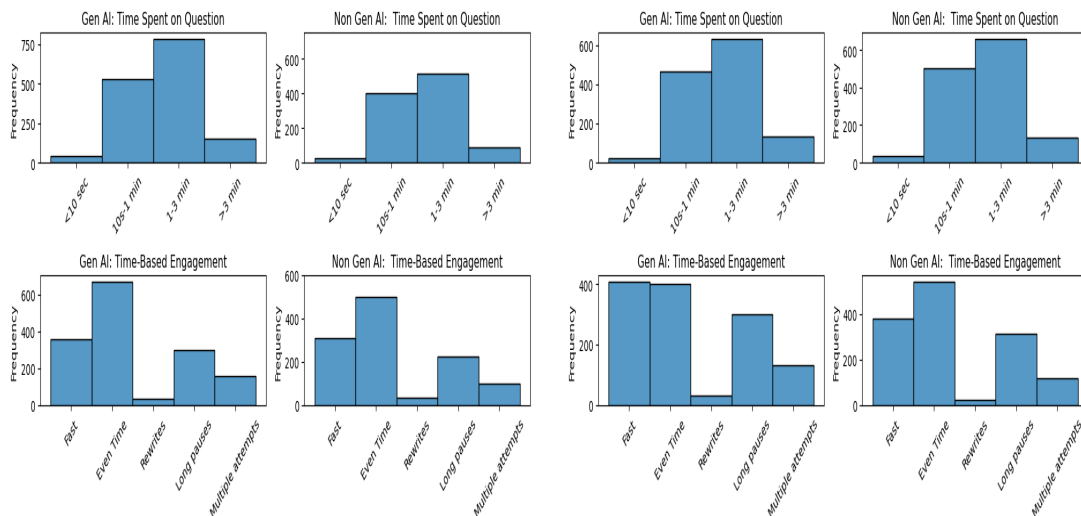 Gen AI: Time Spent on Question
Frequency
750
500
250
0
<10 sec
10s-1 min
1-3 min
>3 min
Non Gen AI:  Time Spent on Question
600
400
200
0
<10 sec
10s-1 min
1-3 min
>3 min
Gen AI: Time Spent on Question
Frequency
600
400
200
0
<10 sec
10s-1 min
1-3 min
>3 min
Non Gen AI:  Time Spent on Question
Frequency
600
400
200
0
<10 sec
10s-1 min
1-3 min
>3 min
Gen AI: Time-Based Engagement
Frequency
600
400
200
0
Fast
Even Time
Rewrites
Long pauses
Multiple attempts
Non Gen AI:  Time-Based Engagement
Frequency
600
400
200
0
Fast
Even Time
Rewrites
Long pauses
Multiple attempts
Gen AI: Time-Based Engagement
Frequency
400
200
0
Fast
Even Time
Rewrites
Long pauses
Multiple attempts
Non Gen AI:  Time-Based Engagement
Frequency
400
200
0
Fast
Even Time
Rewrites
Long pauses
Multiple attempts